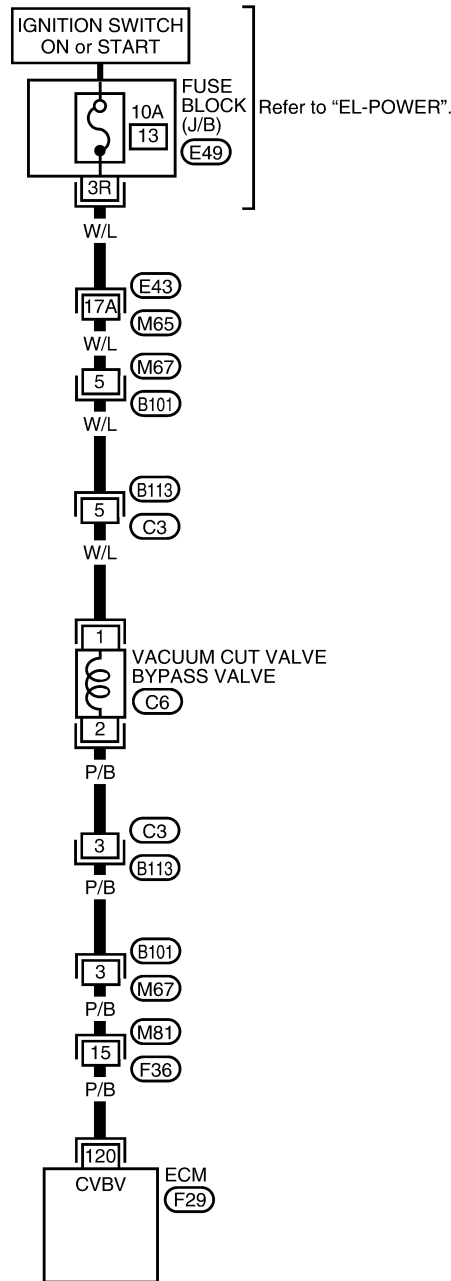 IGNITION SWITCH
ON or START
FUSE
BLOCK
(J/B)
10A
13
E49
Refer to “EL-POWER”.
3R
W/L
E43
17A
M65
W/L
M67
5
B101
W/L
B113
5
C3
W/L
1
VACUUM CUT VALVE
BYPASS VALVE
C6
2
P/B
C3
3
B113
P/B
B101
3
M67
P/B
M81
15
F36
P/B
120
CVBV
ECM
F29